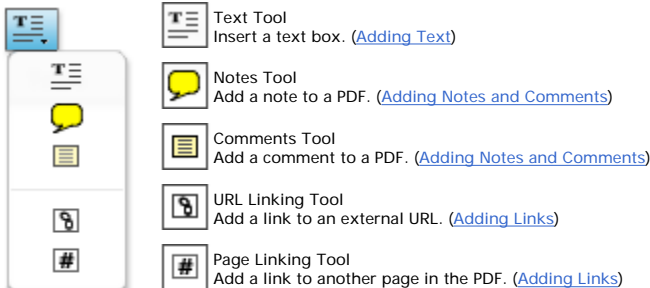 Text Tool
Insert a text box. (Adding Text)
Notes Tool
Add a note to a PDF. (Adding Notes and Comments)
Comments Tool
Add a comment to a PDF. (Adding Notes and Comments)
URL Linking Tool
Add a link to an external URL. (Adding Links)
Page Linking Tool
Add a link to another page in the PDF. (Adding Links)